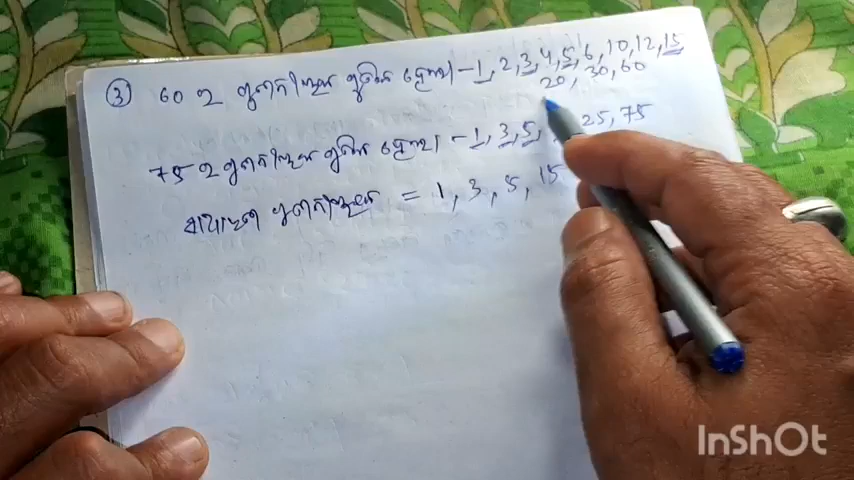 ③ 60 ର ଗୁଣନୀୟକ ଗୁଡିକ ହେଲା - 1, 2, 3, 4, 5, 6, 10, 12, 15
20, 30, 60
75 ର ଗୁଣନୀୟକ ଗୁଡିକ ହେଲା - 1, 3, 5, 25, 75
ସାଧାରଣ ଗୁଣନୀୟକ = 1, 3, 5, 15
InShOt